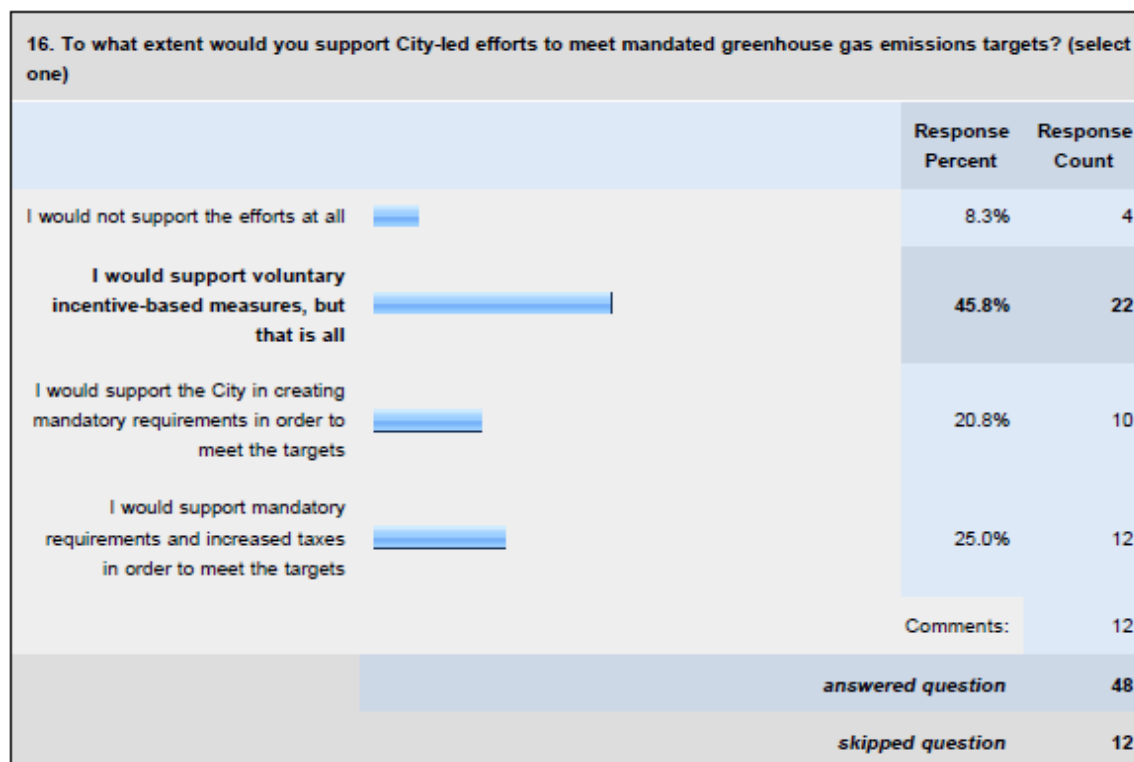 16. To what extent would you support City-led efforts to meet mandated greenhouse gas emissions targets? (select
one)
Response Percent
Response Count
I would not support the efforts at all 8.3% 4
I would support voluntary
incentive-based measures, but
that is all
45.8% 22
I would support the City in creating
mandatory requirements in order to
meet the targets
20.8% 10
I would support mandatory
requirements and increased taxes
in order to meet the targets
25.0% 12
Comments: 12
answered question 48
skipped question 12